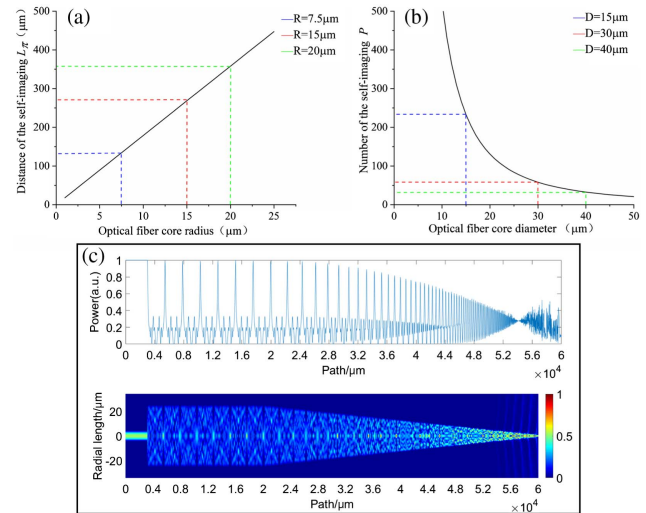 (a)
Distance of the self-imaging Lπ (μm)
500
400
300
200
100
0
R=7.5μm
R=15μm
R=20μm
0 5 10 15 20 25
Optical fiber core radius (μm)
(b)
Number of the self-imaging P
500
400
300
200
100
0
D=15μm
D=30μm
D=40μm
0 10 20 30 40 50
Optical fiber core diameter (μm)
(c)
Power(a.u.)
1
0.8
0.6
0.4
0.2
0
0 0.4 0.8 1.2 1.6 2 2.4 2.8 3.2 3.6 4 4.4 4.8 5.2 5.6 6
Path/μm
×10⁴
Radial length/μm
20
0
-20
1
0.5
0
0 0.4 0.8 1.2 1.6 2 2.4 2.8 3.2 3.6 4 4.4 4.8 5.2 5.6 6
Path/μm
×10⁴